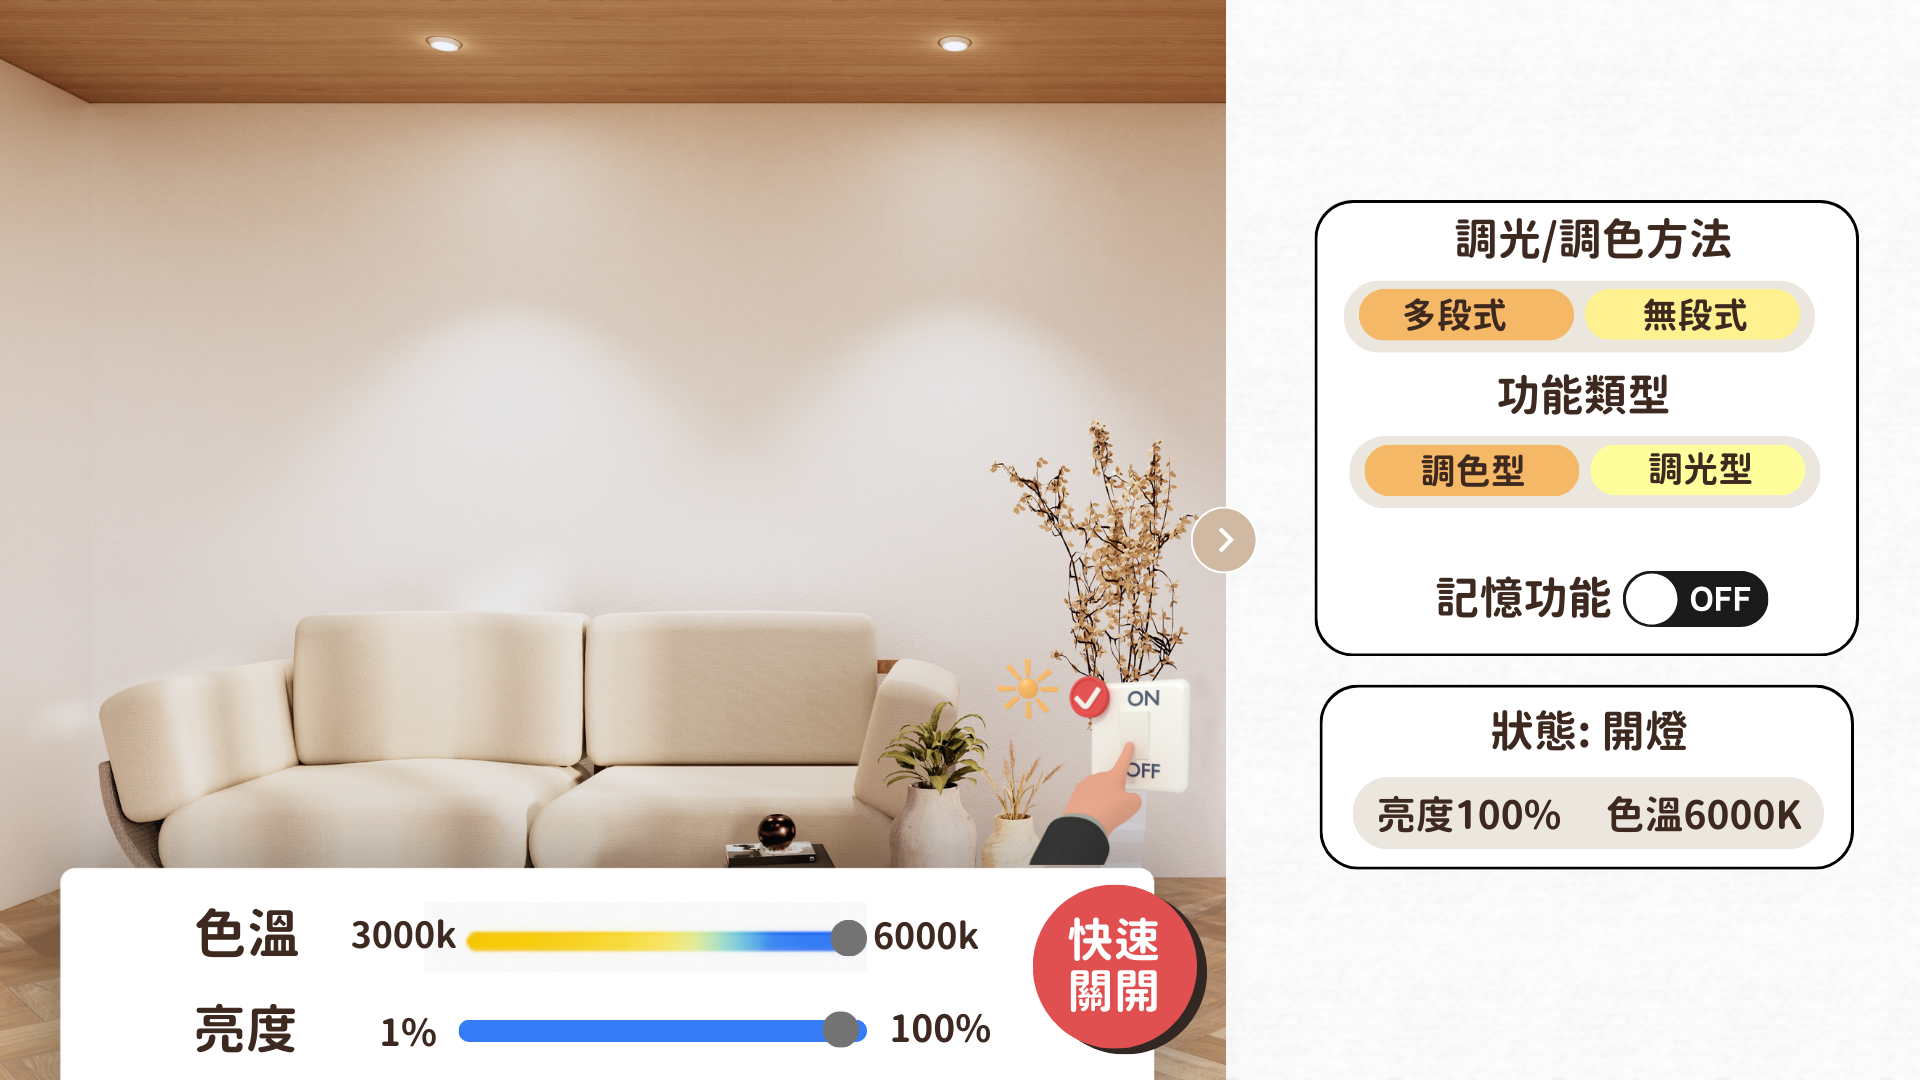 調光/調色方法
多段式 無段式
功能類型
調色型 調光型
記憶功能 OFF
狀態: 開燈
亮度100% 色溫6000K
ON
OFF
色溫 3000k 6000k
亮度 1% 100%
快速
關開